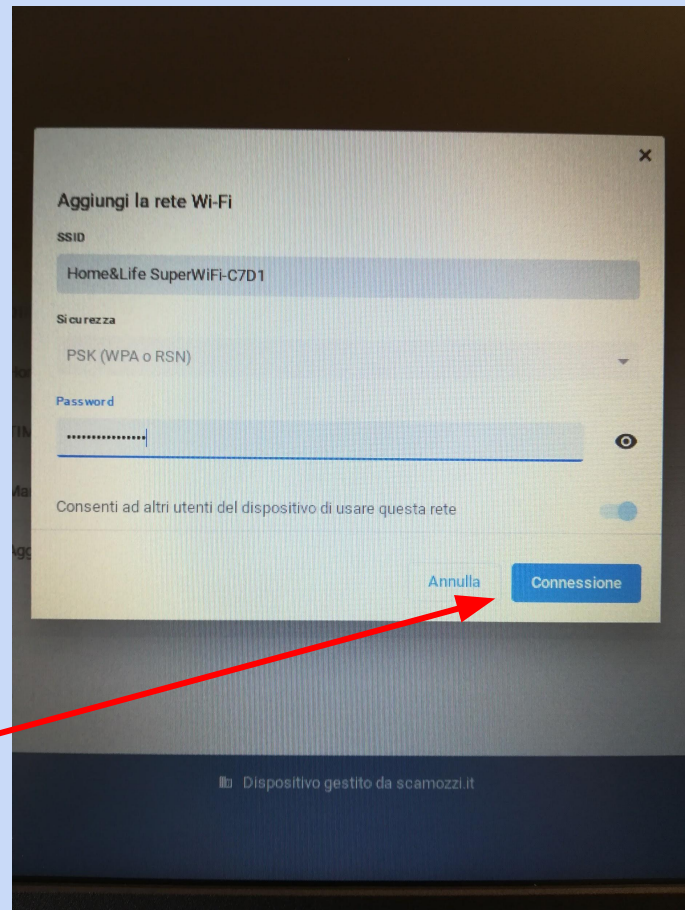 Aggiungi la rete Wi-Fi
SSID
Home&Life SuperWiFi-C7D1
Sicurezza
PSK (WPA o RSN)
Password
••••••••••••••••
Consenti ad altri utenti del dispositivo di usare questa rete
Annulla
Connessione
Dispositivo gestito da scamozzi.it